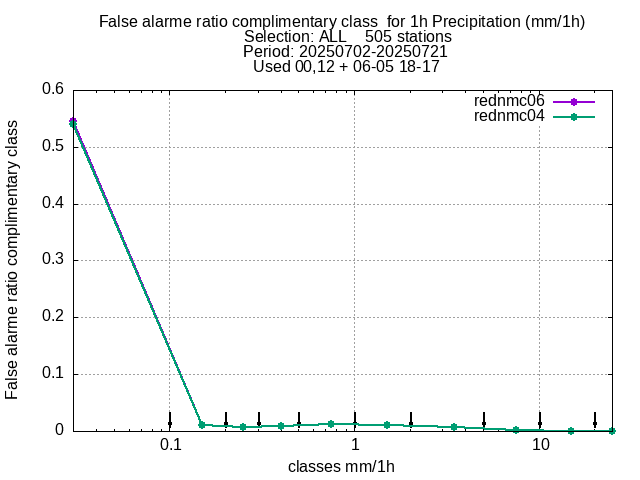 False alarme ratio complimentary class  for 1h Precipitation (mm/1h)
Selection: ALL    505 stations
Period: 20250702-20250721
Used 00,12 + 06-05 18-17
rednmc06
rednmc04
0.6
0.5
0.4
0.3
0.2
0.1
0
False alarme ratio complimentary class
0.1
1
10
classes mm/1h